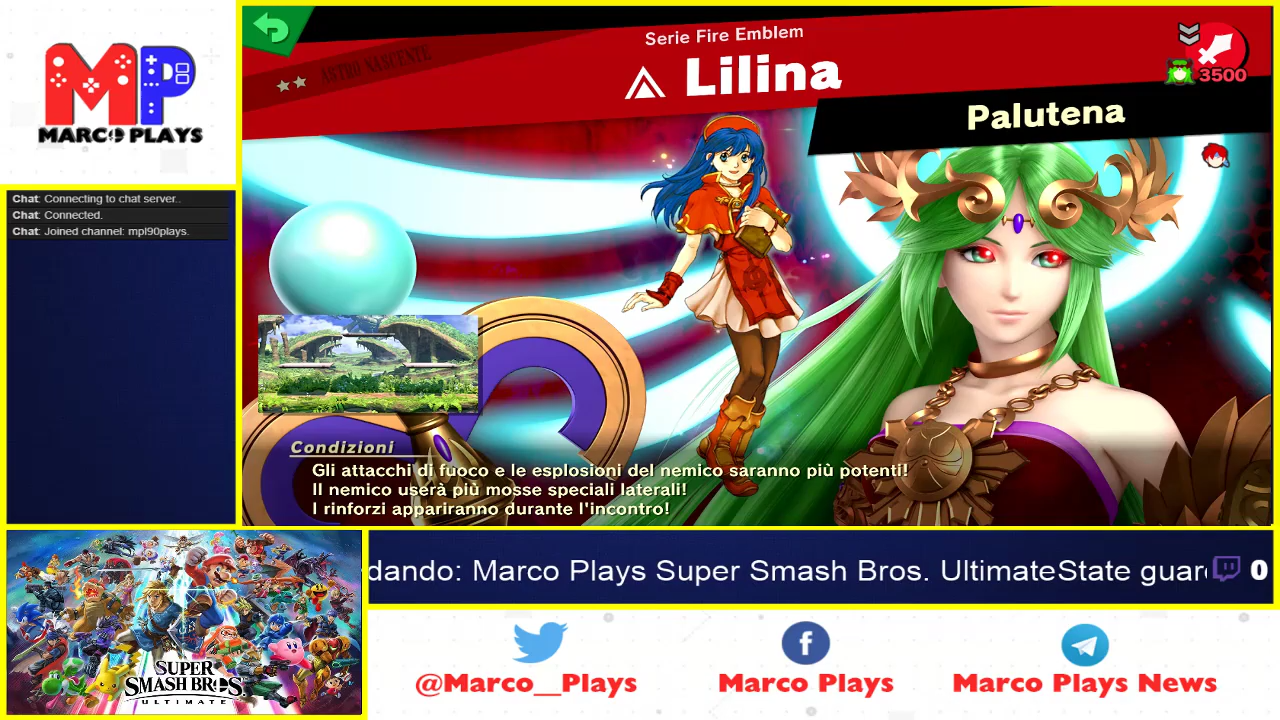 MP
MARCO PLAYS
Chat: Connecting to chat server..
Chat: Connected.
Chat: Joined channel: mpl90plays.
ASTRO NASCENTE
Serie Fire Emblem
Lilina
3500
Palutena
Condizioni
Gli attacchi di fuoco e le esplosioni del nemico saranno più potenti!
Il nemico userà più mosse speciali laterali!
I rinforzi appariranno durante l'incontro!
dando: Marco Plays Super Smash Bros. UltimateState guar
0
SUPER
SMASH BROS.
ULTIMATE
@Marco__Plays
Marco Plays
Marco Plays News